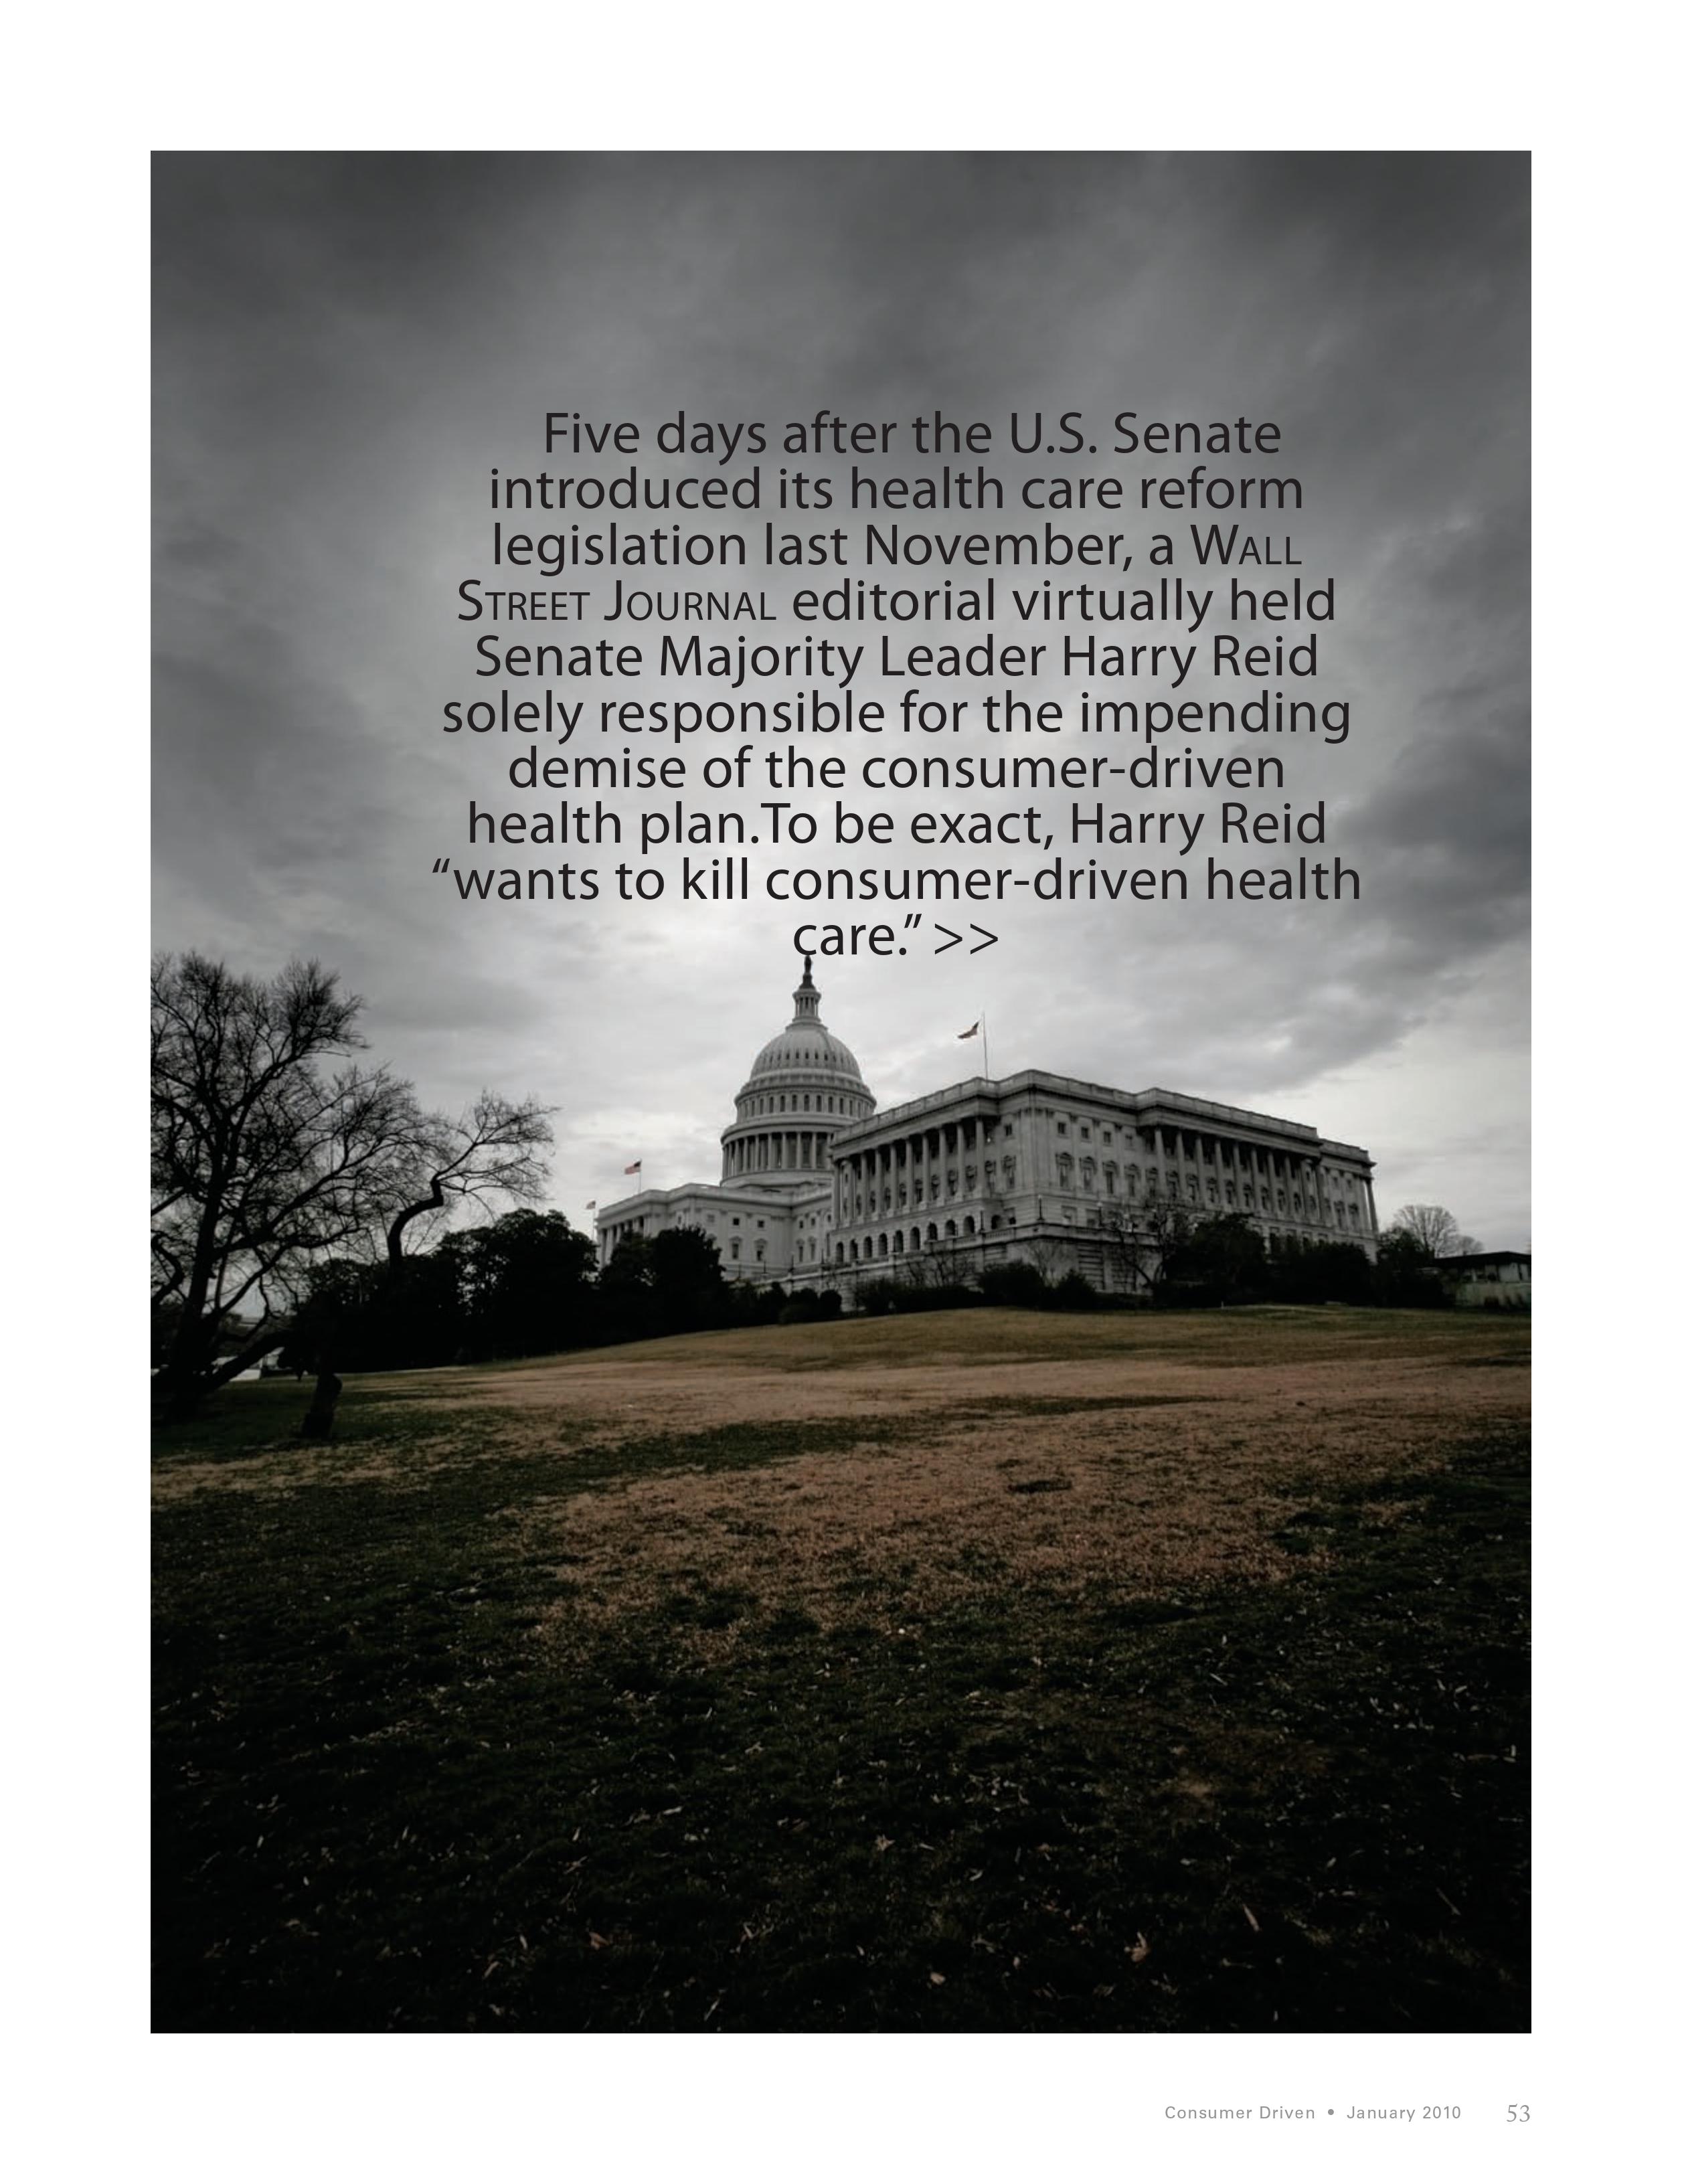 Five days after the U.S. Senate
introduced its health care reform
legislation last November, a WALL
STREET JOURNAL editorial virtually held
Senate Majority Leader Harry Reid
solely responsible for the impending
demise of the consumer-driven
health plan.To be exact, Harry Reid
“wants to kill consumer-driven health
care.” >>
Consumer Driven • January 2010 53